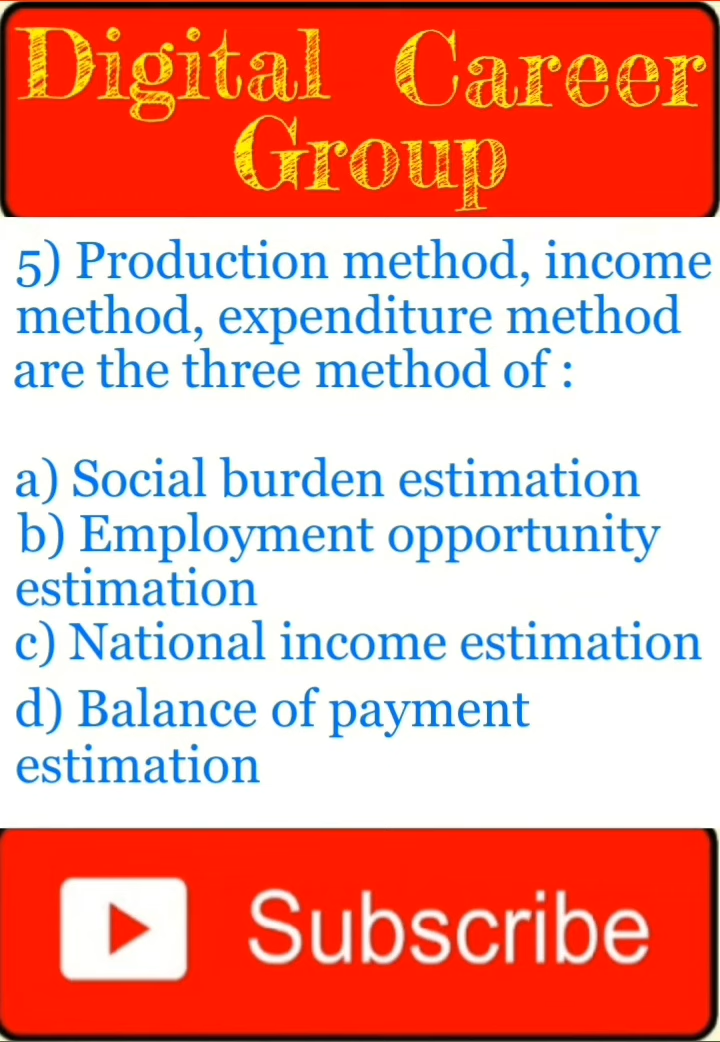 Digital Career
Group
5) Production method, income
method, expenditure method
are the three method of :
a) Social burden estimation
b) Employment opportunity
estimation
c) National income estimation
d) Balance of payment
estimation
Subscribe